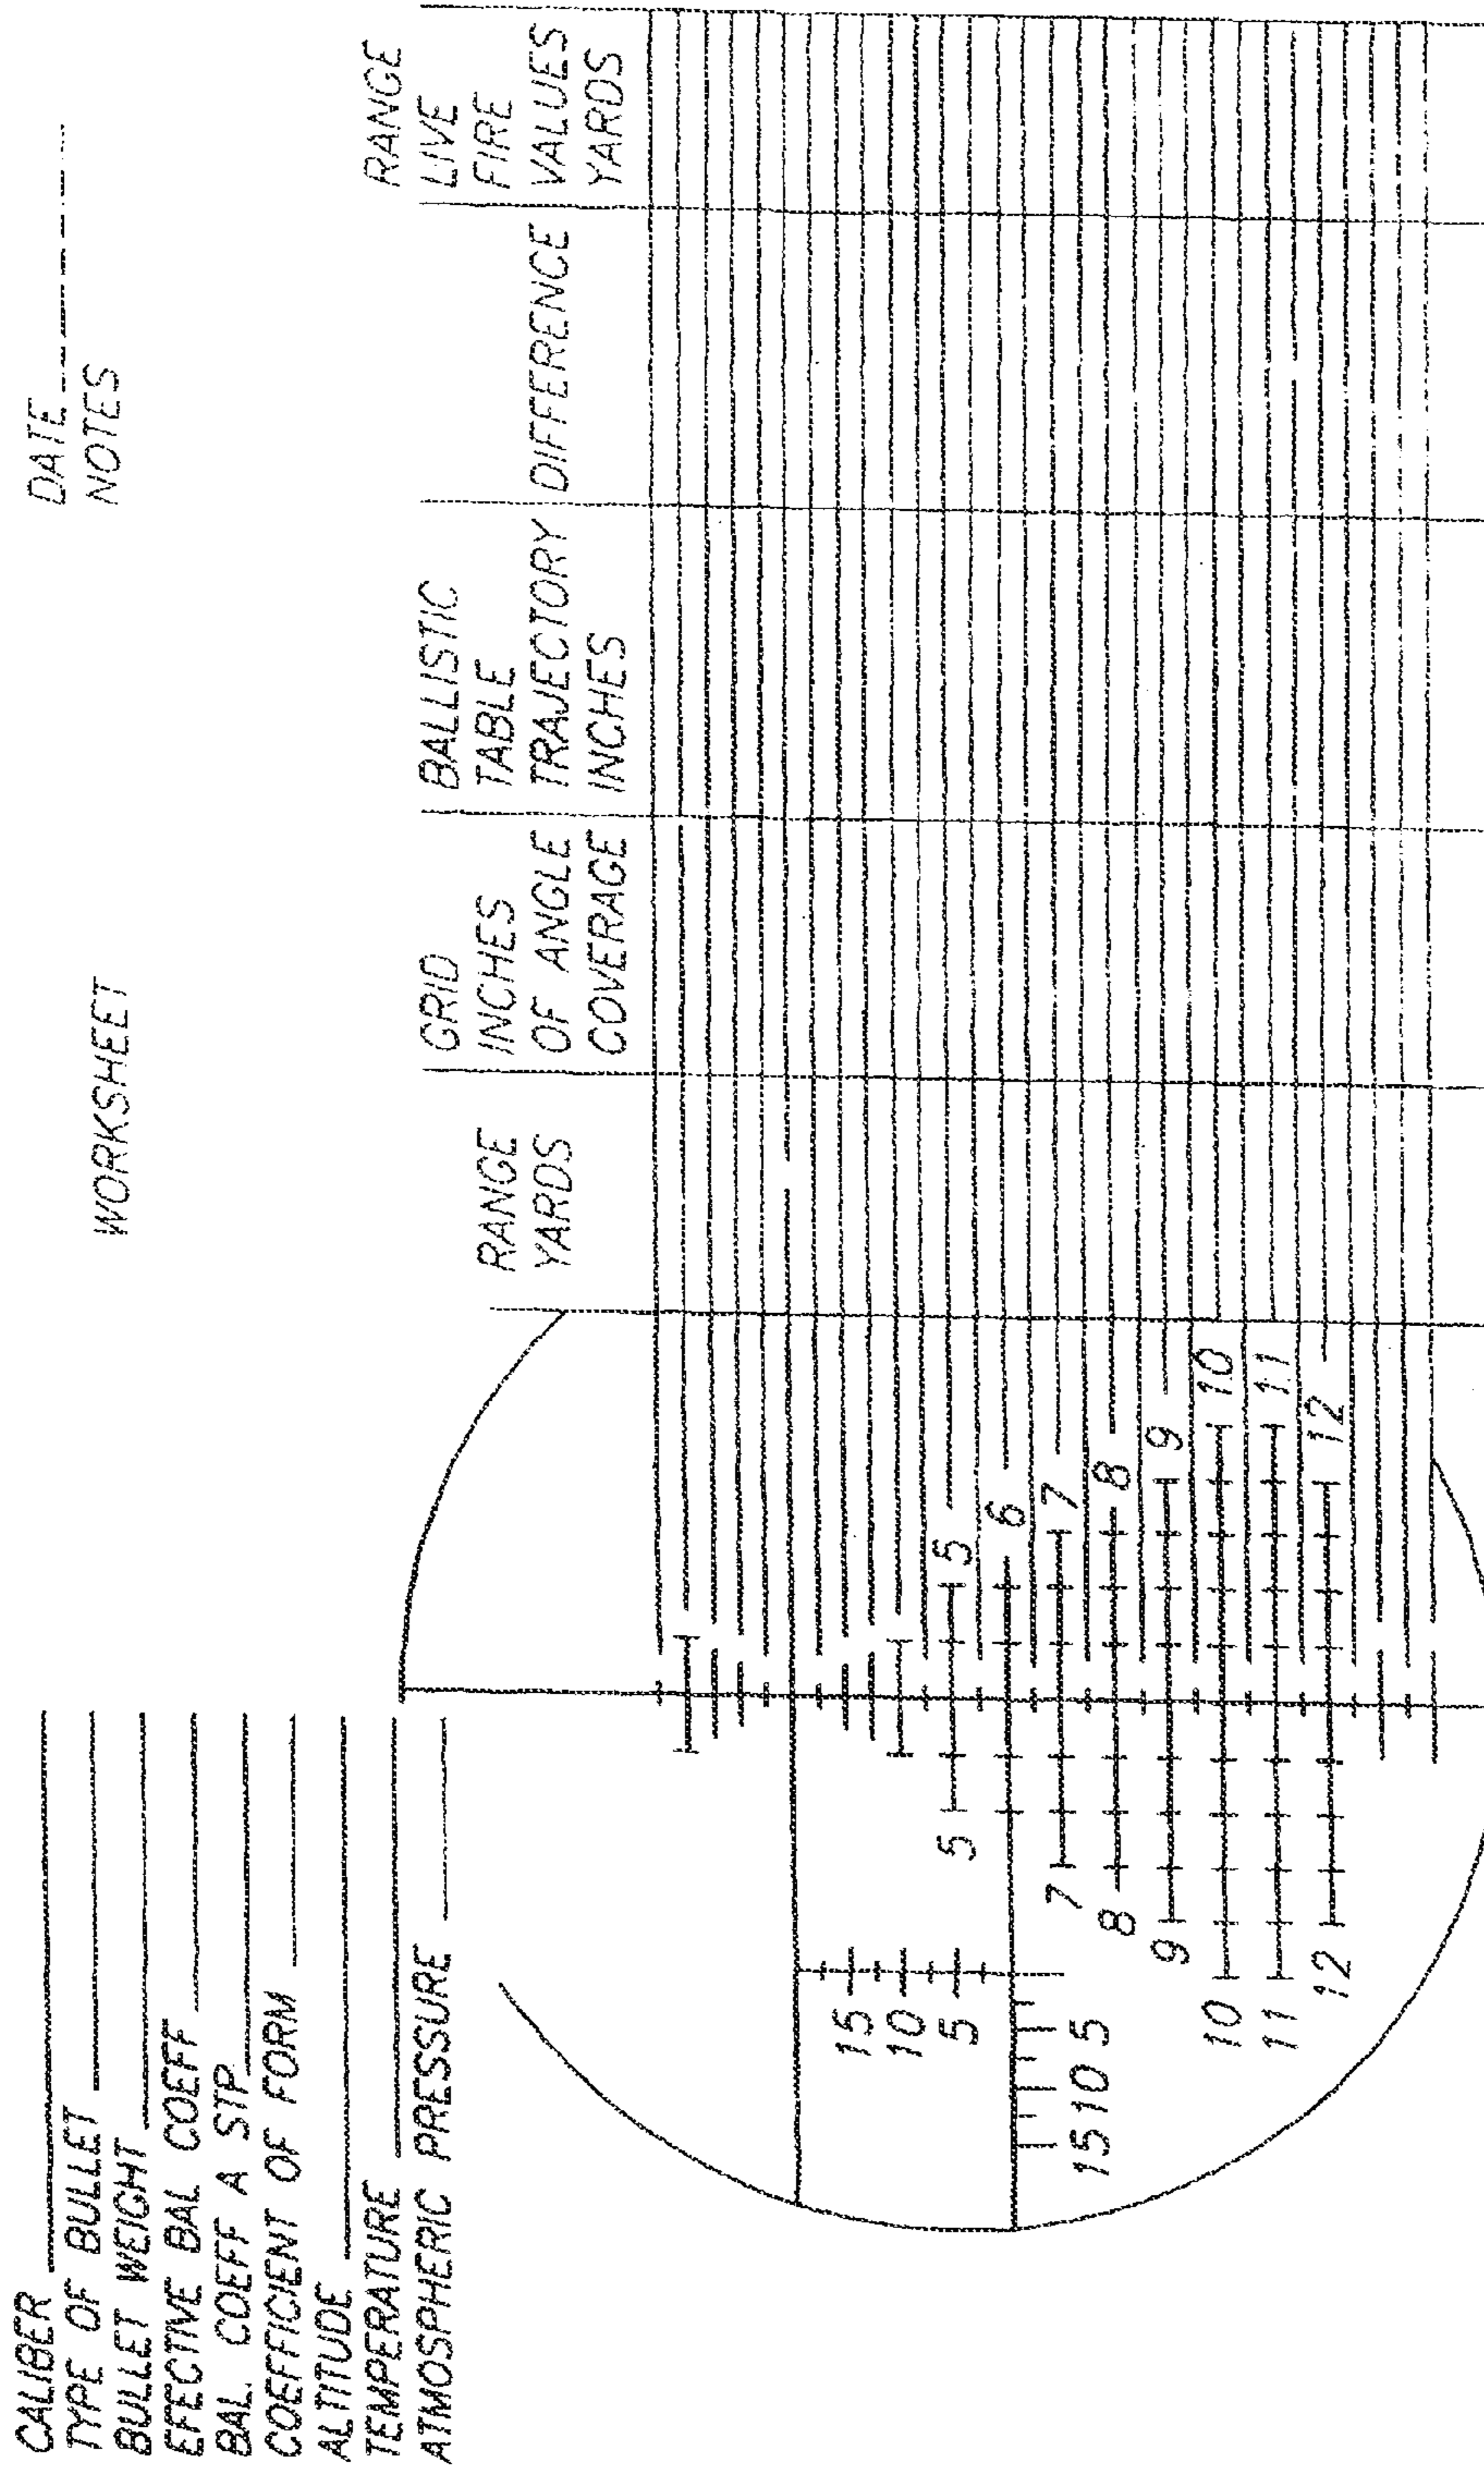 CALIBER
TYPE OF BULLET
BULLET WEIGHT
EFFECTIVE BAL COEFF
BAL. COEFF A STP
COEFFICIENT OF FORM
ALTITUDE
TEMPERATURE
ATMOSPHERIC PRESSURE
WORKSHEET
DATE
NOTES
RANGE
YARDS
GRID
INCHES
OF ANGLE
COVERAGE
BALLISTIC
TABLE
TRAJECTORY
INCHES
DIFFERENCE
RANGE
LIVE
FIRE
VALUES
YARDS
15
10
5
15 10 5
5 5
6
7 7
8 8
9 9
10 10
11 11
12 12